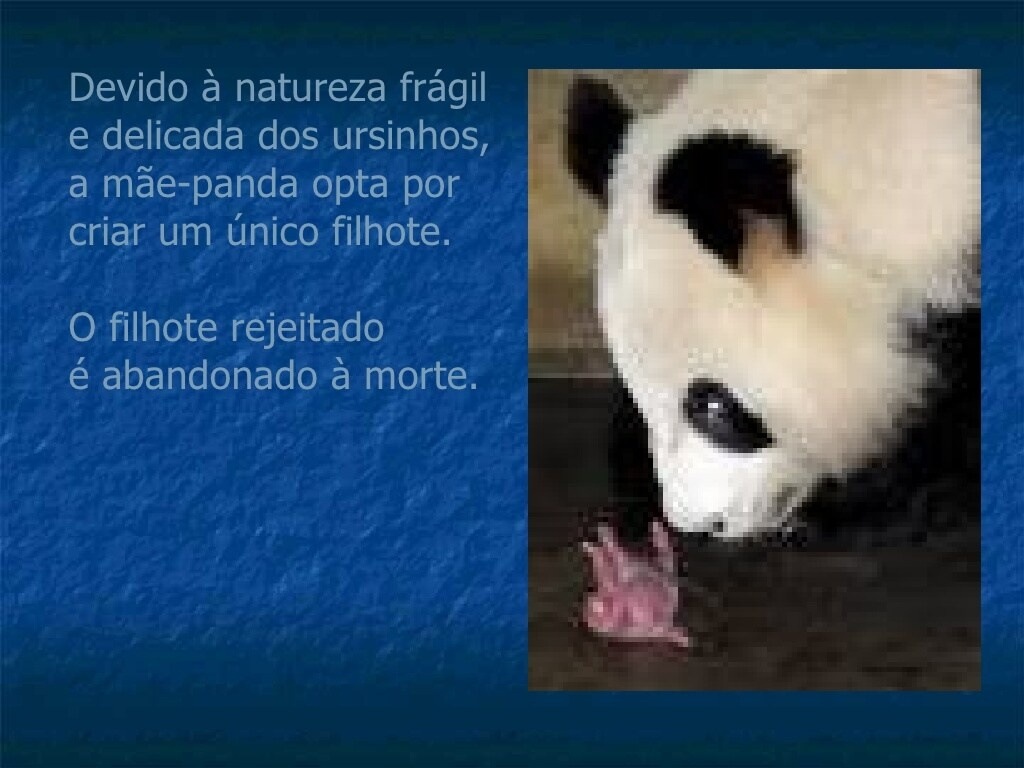 Devido à natureza frágil
e delicada dos ursinhos,
a mãe-panda opta por
criar um único filhote.
O filhote rejeitado
é abandonado à morte.